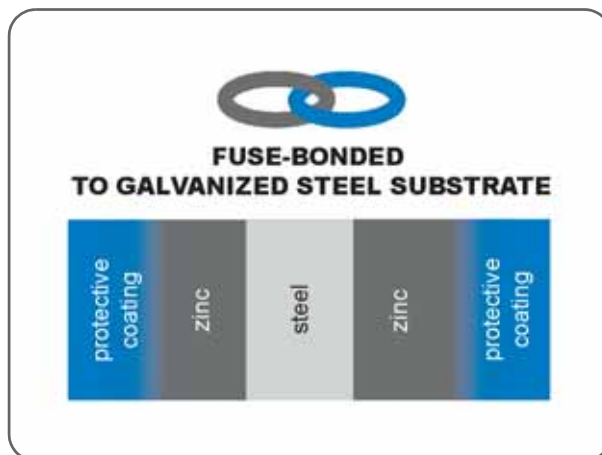 FUSE-BONDED
TO GALVANIZED STEEL SUBSTRATE
protective
coating
zinc
steel
zinc
protective
coating